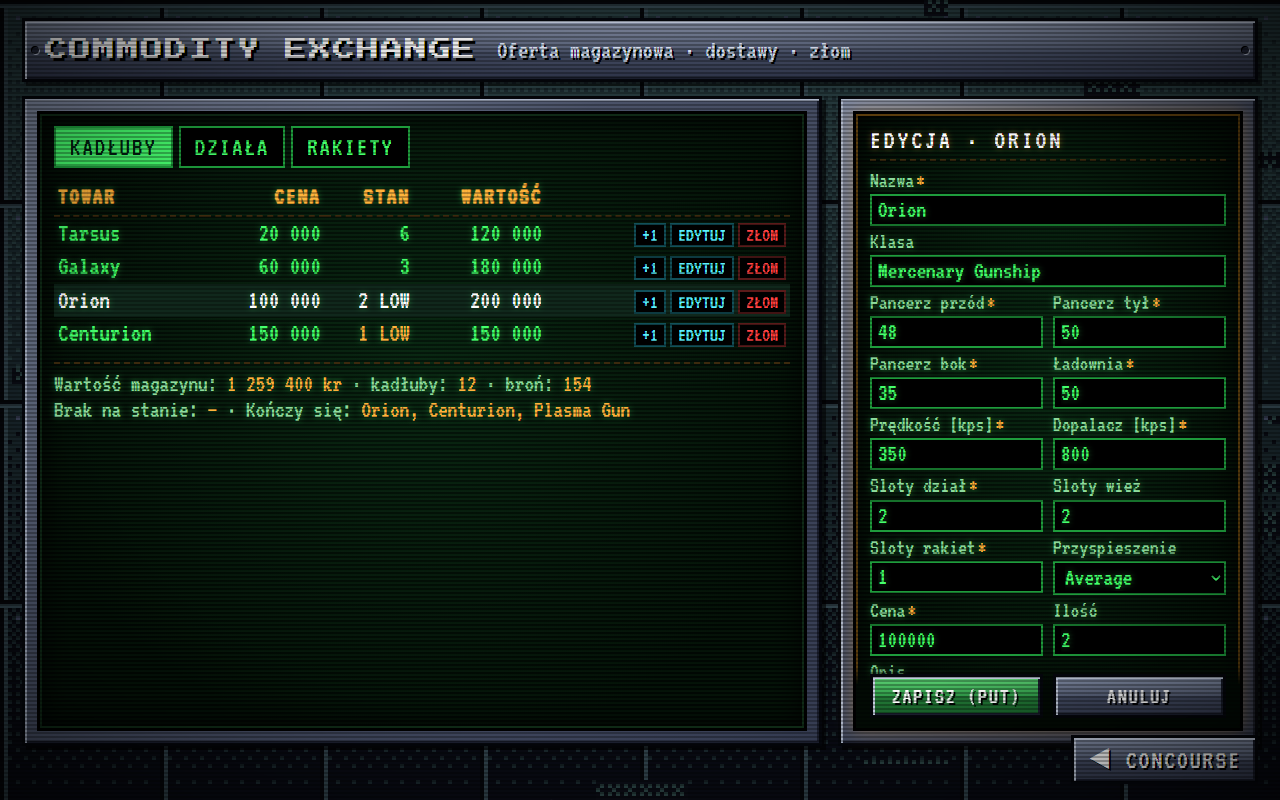 COMMODITY EXCHANGE Oferta magazynowa · dostawy · złom
KADŁUBY DZIAŁA RAKIETY
TOWAR CENA STAN WARTOŚĆ
Tarsus 20 000 6 120 000 +1 EDYTUJ ZŁOM
Galaxy 60 000 3 180 000 +1 EDYTUJ ZŁOM
Orion 100 000 2 LOW 200 000 +1 EDYTUJ ZŁOM
Centurion 150 000 1 LOW 150 000 +1 EDYTUJ ZŁOM
Wartość magazynu: 1 259 400 kr · kadłuby: 12 · broń: 154
Brak na stanie: – · Kończy się: Orion, Centurion, Plasma Gun
EDYCJA · ORION
Nazwa*
Orion
Klasa
Mercenary Gunship
Pancerz przód* Pancerz tył*
48 50
Pancerz bok* Ładownia*
35 50
Prędkość [kps]* Dopalacz [kps]*
350 800
Sloty dział* Sloty wież
2 2
Sloty rakiet* Przyspieszenie
1 Average
Cena* Ilość
100000 2
Opis
ZAPISZ (PUT) ANULUJ
CONCOURSE